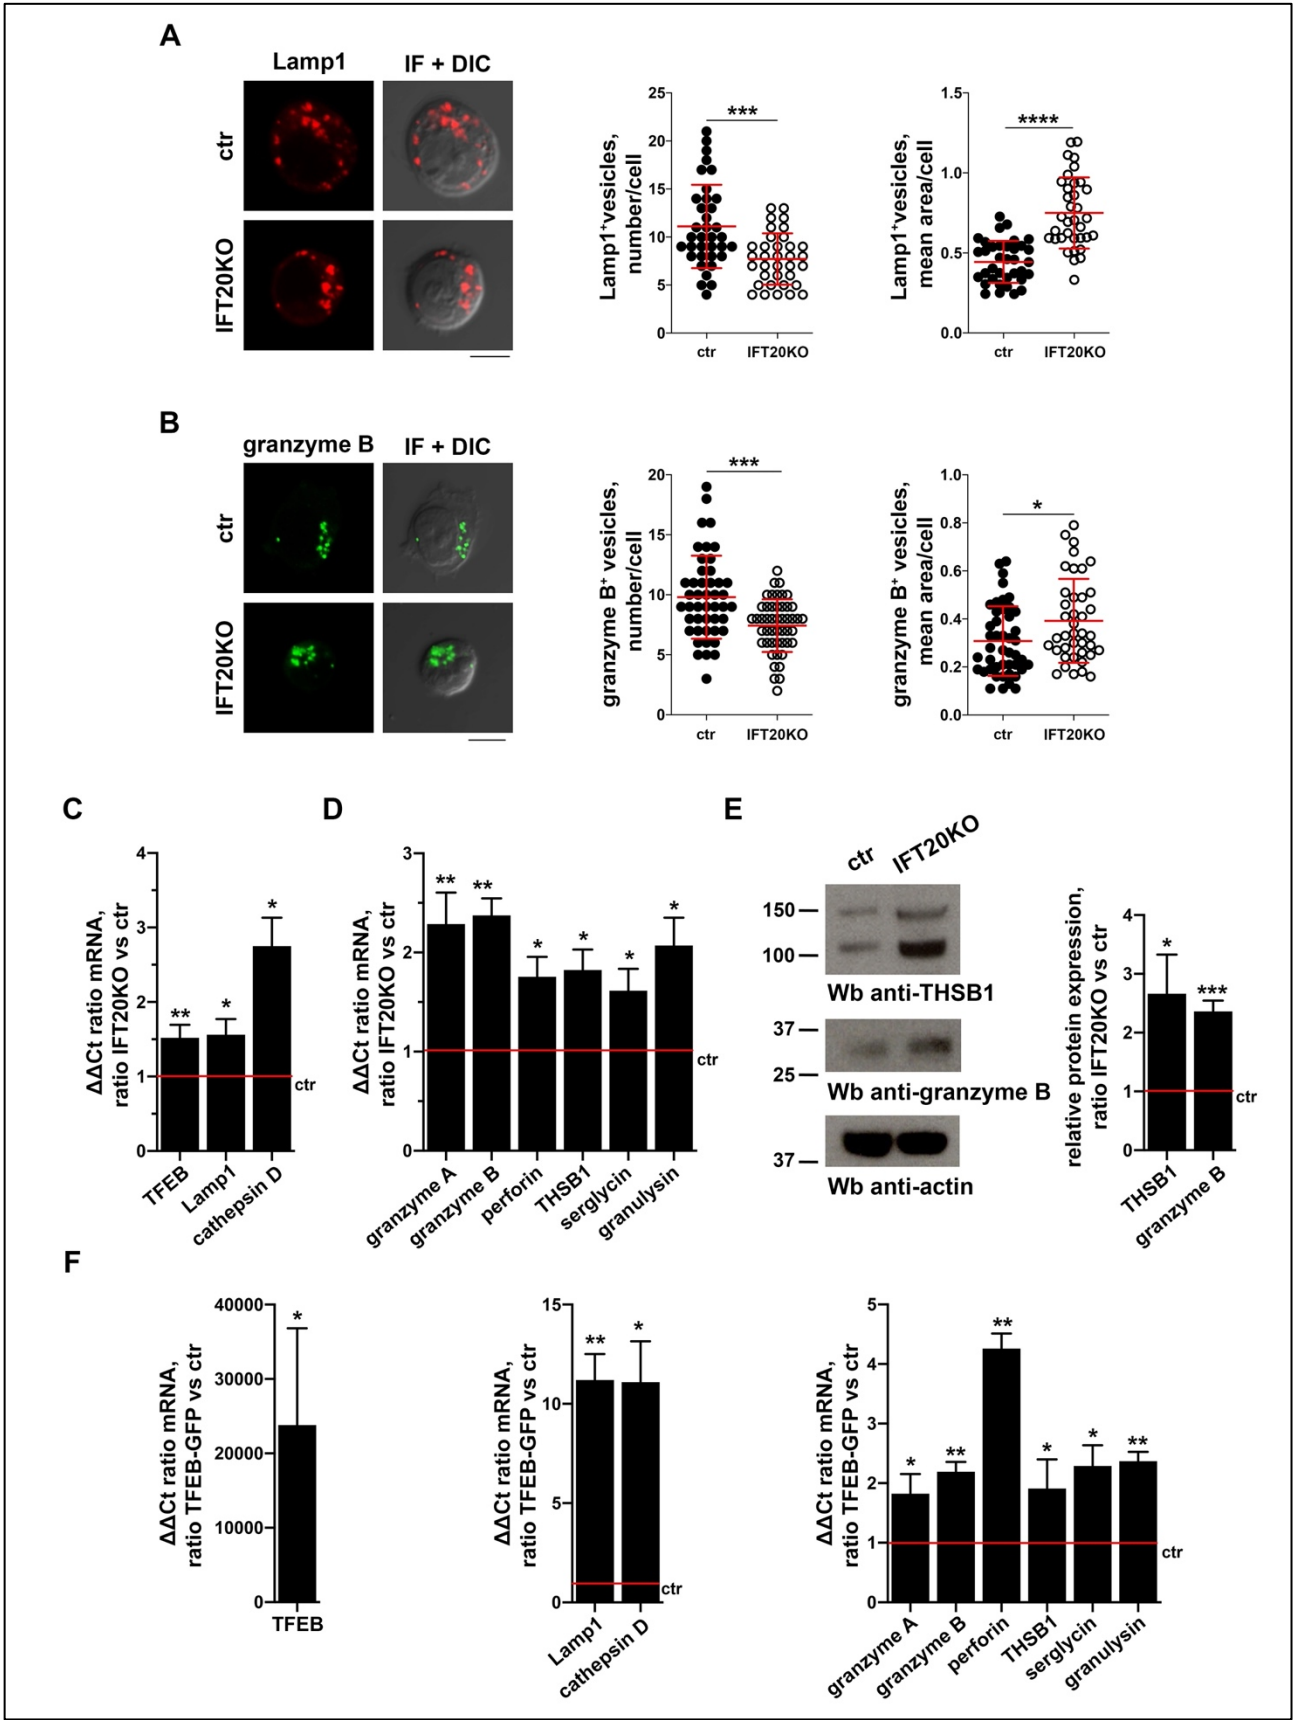 A
Lamp1
IF + DIC
ctr
IFT20KO
Lamp1⁺vesicles,
number/cell
25
20
15
10
5
0
***
ctr
IFT20KO
Lamp1⁺vesicles,
mean area/cell
1.5
1.0
0.5
0.0
****
ctr
IFT20KO
B
granzyme B
IF + DIC
ctr
IFT20KO
granzyme B⁺ vesicles,
number/cell
20
15
10
5
0
***
ctr
IFT20KO
granzyme B⁺ vesicles,
mean area/cell
1.0
0.8
0.6
0.4
0.2
0.0
*
ctr
IFT20KO
C
ΔΔCt ratio mRNA,
ratio IFT20KO vs ctr
4
3
2
1
0
**
*
*
ctr
TFEB
Lamp1
cathepsin D
D
ΔΔCt ratio mRNA,
ratio IFT20KO vs ctr
3
2
1
0
**
**
*
*
*
*
ctr
granzyme A
granzyme B
perforin
THSB1
serglycin
granulysin
E
ctr
IFT20KO
150
100
Wb anti-THSB1
37
25
Wb anti-granzyme B
37
Wb anti-actin
relative protein expression,
ratio IFT20KO vs ctr
4
3
2
1
0
*
***
ctr
THSB1
granzyme B
F
ΔΔCt ratio mRNA,
ratio TFEB-GFP vs ctr
40000
30000
20000
10000
0
*
TFEB
ΔΔCt ratio mRNA,
ratio TFEB-GFP vs ctr
15
10
5
0
**
*
ctr
Lamp1
cathepsin D
ΔΔCt ratio mRNA,
ratio TFEB-GFP vs ctr
5
4
3
2
1
0
*
**
**
*
*
**
ctr
granzyme A
granzyme B
perforin
THSB1
serglycin
granulysin